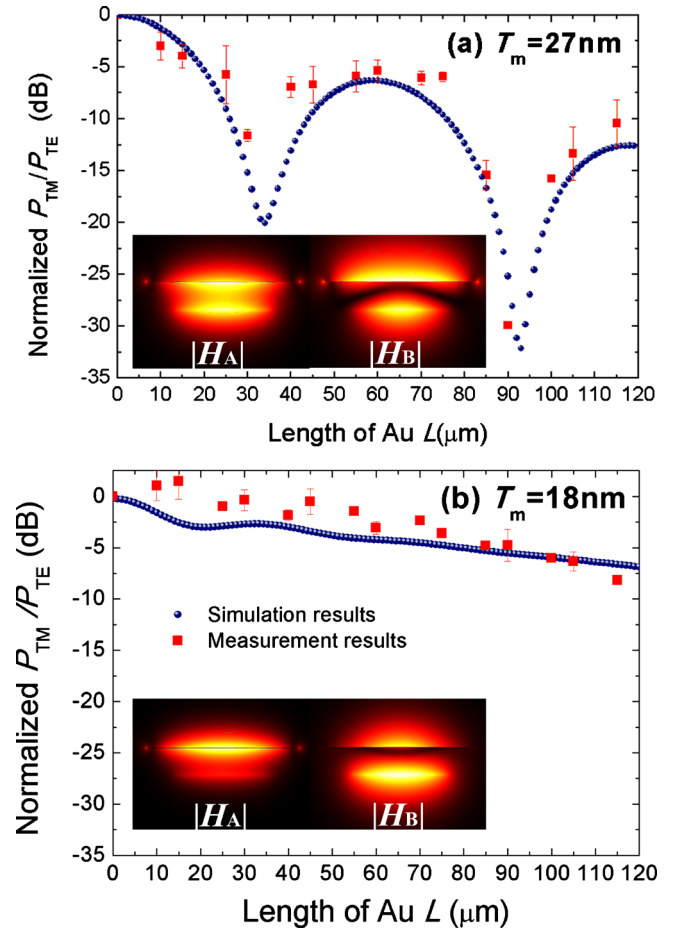 (a) Tm=27nm
0
-5
-10
-15
-20
-25
-30
-35
Normalized PTM/PTE (dB)
|HA| |HB|
0 10 20 30 40 50 60 70 80 90 100 110 120
Length of Au L(μm)
(b) Tm=18nm
0
-5
-10
-15
-20
-25
-30
-35
Normalized PTM/PTE (dB)
Simulation results
Measurement results
|HA| |HB|
0 10 20 30 40 50 60 70 80 90 100 110 120
Length of Au L (μm)